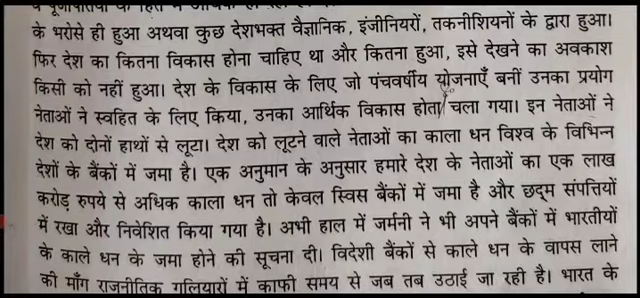 के भरोसे ही हुआ अथवा कुछ देशभक्त वैज्ञानिक, इंजीनियरों, तकनीशियनों के द्वारा हुआ।
फिर देश का कितना विकास होना चाहिए था और कितना हुआ, इसे देखने का अवकाश
किसी को नहीं हुआ। देश के विकास के लिए जो पंचवर्षीय योजनाएँ बनीं उनका प्रयोग
नेताओं ने स्वहित के लिए किया, उनका आर्थिक विकास होता चला गया। इन नेताओं ने
देश को दोनों हाथों से लूटा। देश को लूटने वाले नेताओं का काला धन विश्व के विभिन्न
देशों के बैंकों में जमा है। एक अनुमान के अनुसार हमारे देश के नेताओं का एक लाख
करोड़ रुपये से अधिक काला धन तो केवल स्विस बैंकों में जमा है और छद्म संपत्तियों
में रखा और निवेशित किया गया है। अभी हाल में जर्मनी ने भी अपने बैंकों में भारतीयों
के काले धन के जमा होने की सूचना दी। विदेशी बैंकों से काले धन के वापस लाने
की माँग राजनीतिक गलियारों में काफी समय से जब तब उठाई जा रही है। भारत के